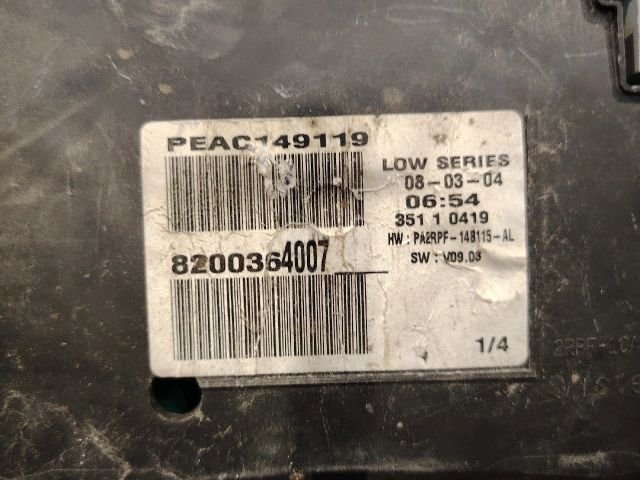 PEAC149119
LOW SERIES
08-03-04
06:54
351 1 0419
HW : PA2RPF-14B115-AL
SW : V09.03
8200364007
1/4